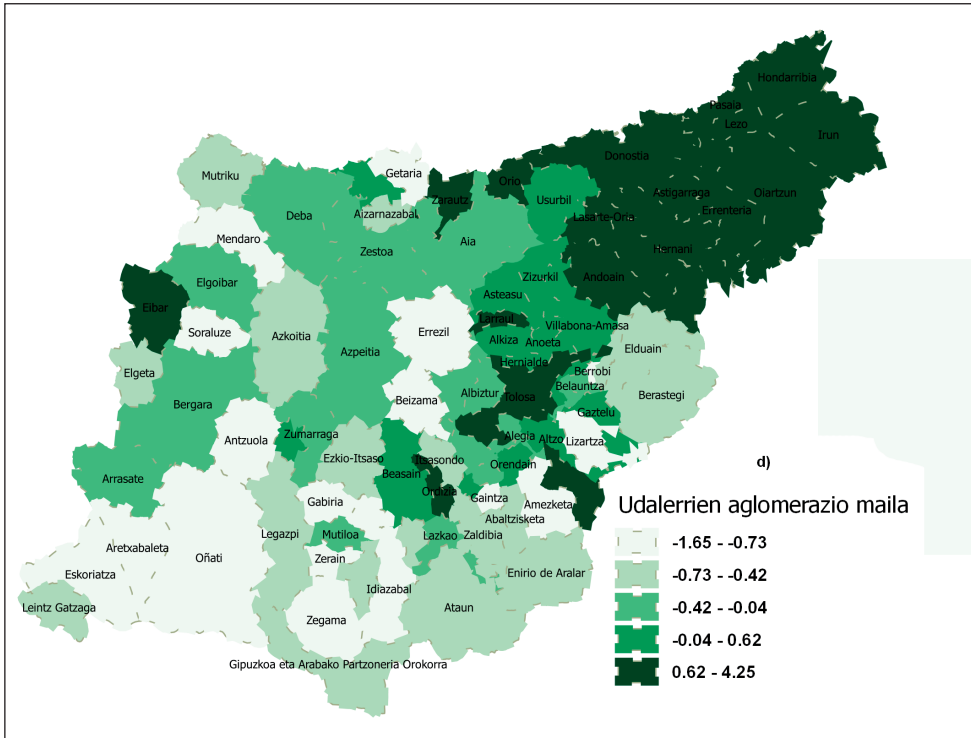 Hondarribia
Pasaia
Lezo
Irun
Donostia
Getaria
Mutriku
Orio
Astigarraga
Oiartzun
Zarautz
Usurbil
Errenteria
Deba
Aizarnazabal
Lasarte-Oria
Mendaro
Aia
Zestoa
Hernani
Zizurkil
Andoain
Elgoibar
Asteasu
Eibar
Larraul
Villabona-Amasa
Soraluze
Azkoitia
Errezil
Alkiza
Anoeta
Elduain
Azpeitia
Hernialde
Elgeta
Berrobi
Belauntza
Albiztur
Tolosa
Berastegi
Beizama
Bergara
Gaztelu
Zumarraga
Alegia
Altzo
Antzuola
Lizartza
Ezkio-Itsaso
Itsasondo
Orendain
Beasain
Arrasate
Ordizia
Gabiria
Gaintza
Amezketa
Abaltzisketa
Legazpi
Mutiloa
Lazkao
Zaldibia
Aretxabaleta
Oñati
Zerain
Eskoriatza
Enirio de Aralar
Idiazabal
Leintz Gatzaga
Ataun
Zegama
Gipuzkoa eta Arabako Partzoneria Orokorra
d)
Udalerrien aglomerazio maila
-1.65 - -0.73
-0.73 - -0.42
-0.42 - -0.04
-0.04 - 0.62
0.62 - 4.25